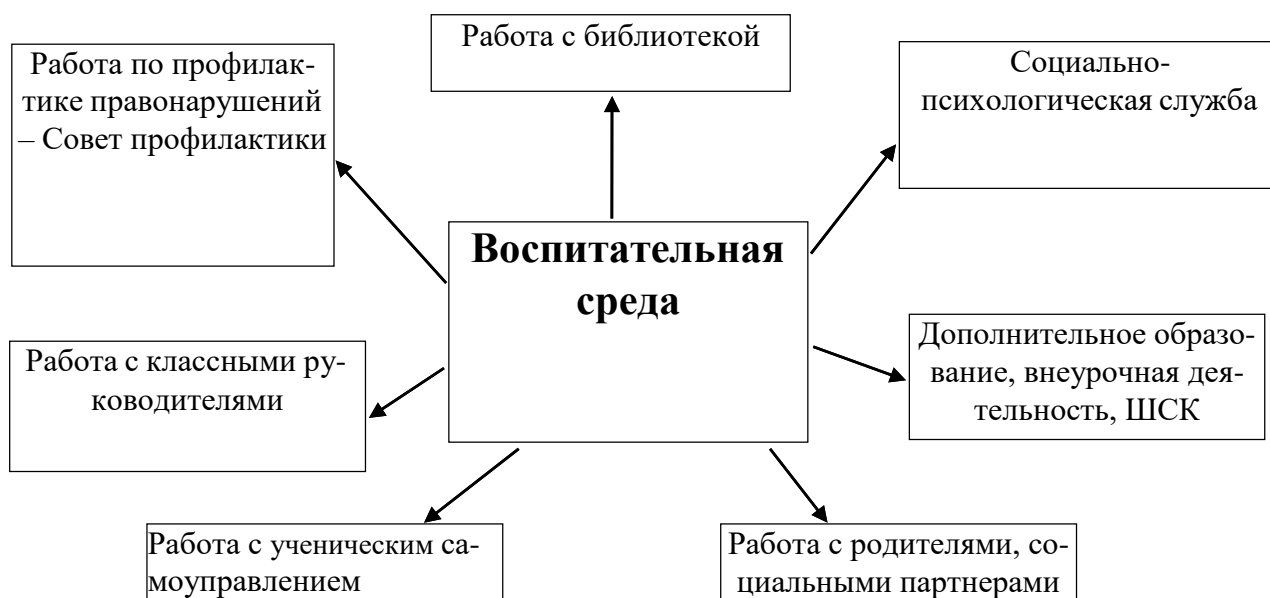 Работа с библиотекой
Работа по профилак-
тике правонарушений
– Совет профилактики
Социально-
психологическая служба
Воспитательная
среда
Работа с классными ру-
ководителями
Дополнительное образо-
вание, внеурочная дея-
тельность, ШСК
Работа с ученическим са-
моуправлением
Работа с родителями, со-
циальными партнерами